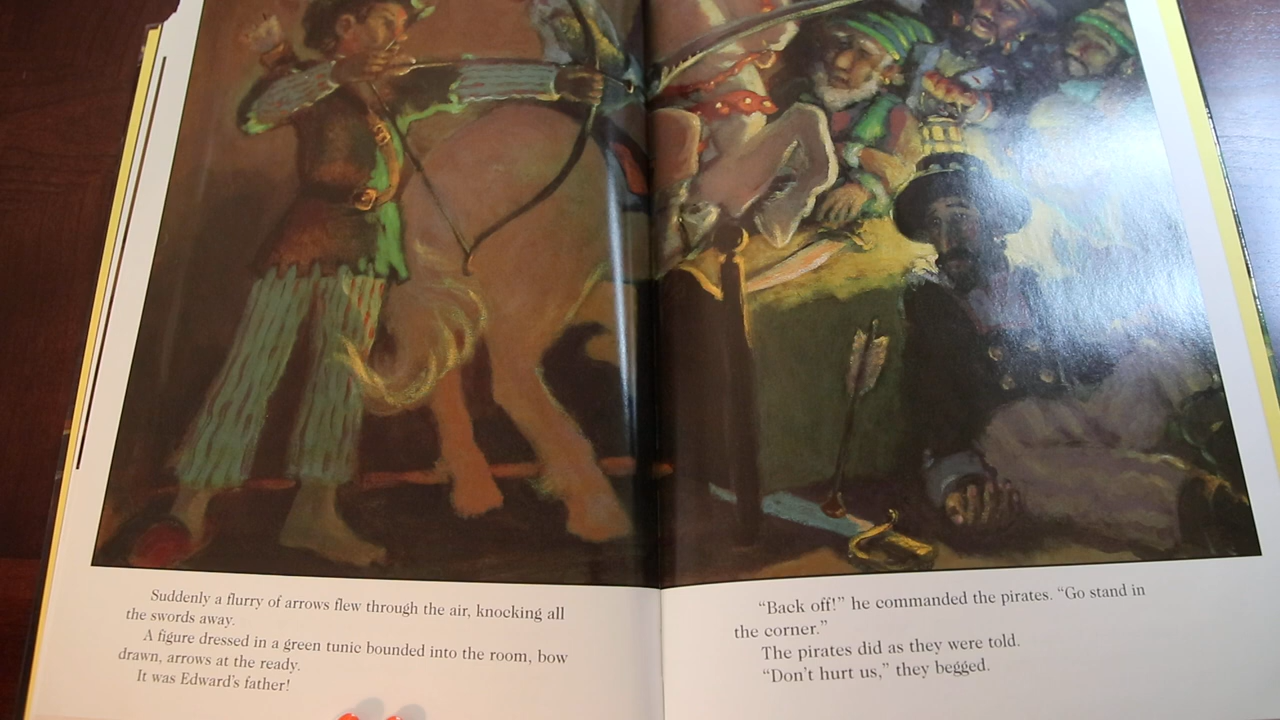 Suddenly a flurry of arrows flew through the air, knocking all
the swords away.
A figure dressed in a green tunic bounded into the room, bow
drawn, arrows at the ready.
It was Edward's father!
"Back off!" he commanded the pirates. "Go stand in
the corner."
The pirates did as they were told.
"Don't hurt us," they begged.